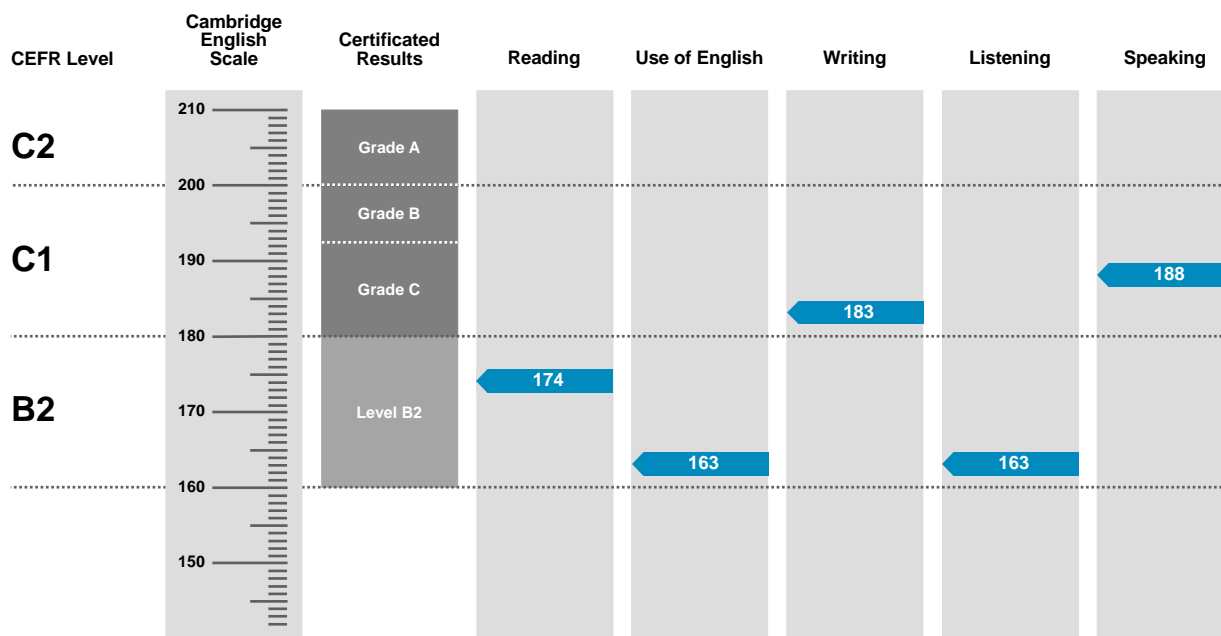 CEFR Level
Cambridge
English
Scale
Certificated
Results
Reading
Use of English
Writing
Listening
Speaking
210
C2
Grade A
200
Grade B
C1
190
188
Grade C
183
180
174
B2
170
Level B2
163
163
160
150